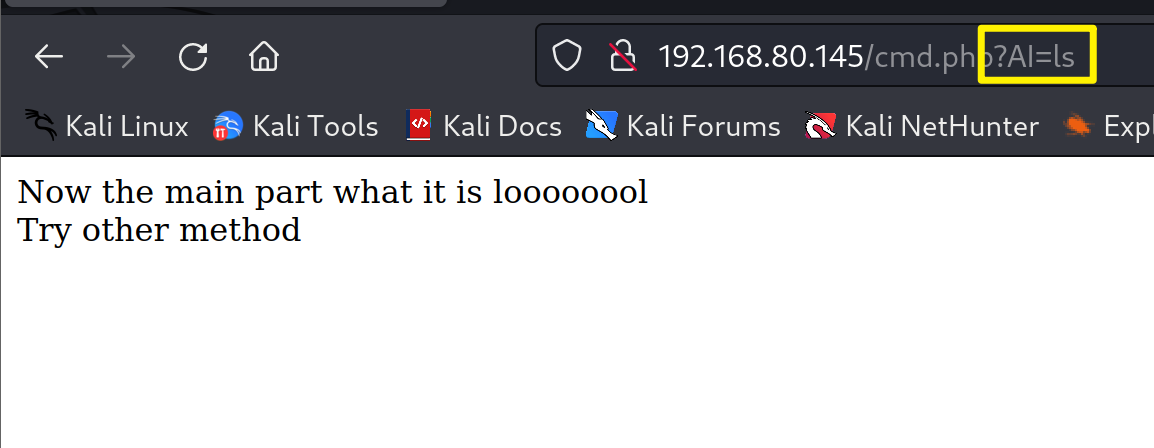 192.168.80.145/cmd.php?AI=ls
Kali Linux Kali Tools Kali Docs Kali Forums Kali NetHunter Expl
Now the main part what it is loooooool
Try other method